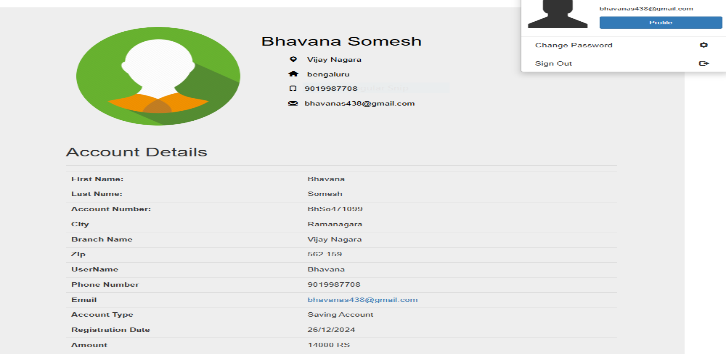 bhavanas438@gmail.com
Profile
Change Password
Sign Out
Bhavana Somesh
Vijay Nagara
bengaluru
9019987708
bhavanas438@gmail.com
Account Details
First Name: Bhavana
Last Name: Somesh
Account Number: BhSo471099
City Ramanagara
Branch Name Vijay Nagara
Zip 562 159
UserName Bhavana
Phone Number 9019987708
Email bhavanas438@gmail.com
Account Type Saving Account
Registration Date 26/12/2024
Amount 14000 RS